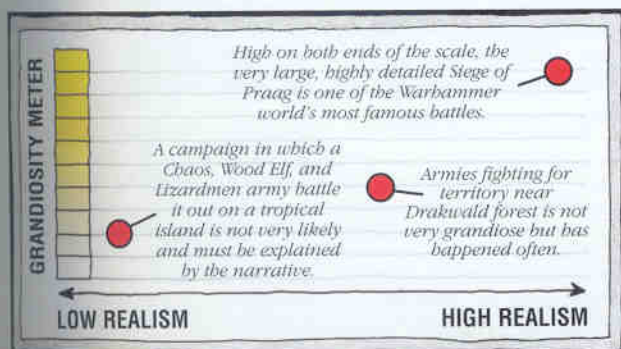 GRANDIOSITY METER
High on both ends of the scale, the
very large, highly detailed Siege of
Praag is one of the Warhammer
world's most famous battles.
A campaign in which a
Chaos, Wood Elf, and
Lizardmen army battle
it out on a tropical
island is not very likely
and must be explained
by the narrative.
Armies fighting for
territory near
Drakwald forest is not
very grandiose but has
happened often.
LOW REALISM
HIGH REALISM